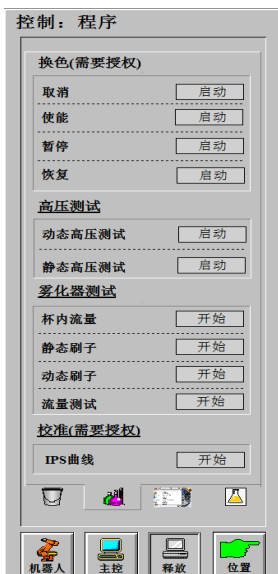 控制：程序
换色(需要授权)
取消 启动
使能 启动
暂停 启动
恢复 启动
高压测试
动态高压测试 启动
静态高压测试 启动
雾化器测试
杯内流量 开始
静态刷子 开始
动态刷子 开始
流量测试 开始
校准(需要授权)
IPS曲线 开始
机器人 主控 释放 位置